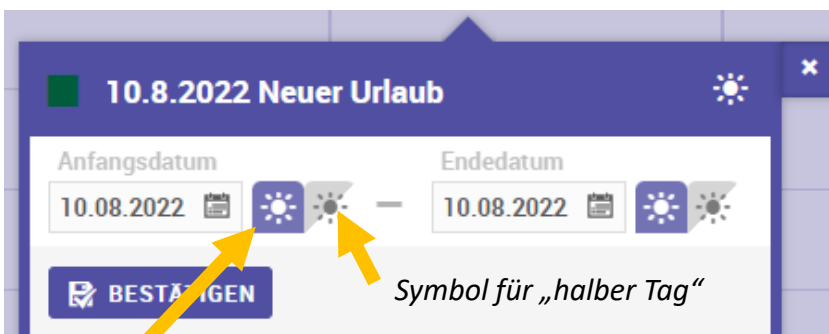 10.8.2022 Neuer Urlaub
Anfangsdatum Endedatum
10.08.2022 – 10.08.2022
BESTÄTIGEN
Symbol für „halber Tag“